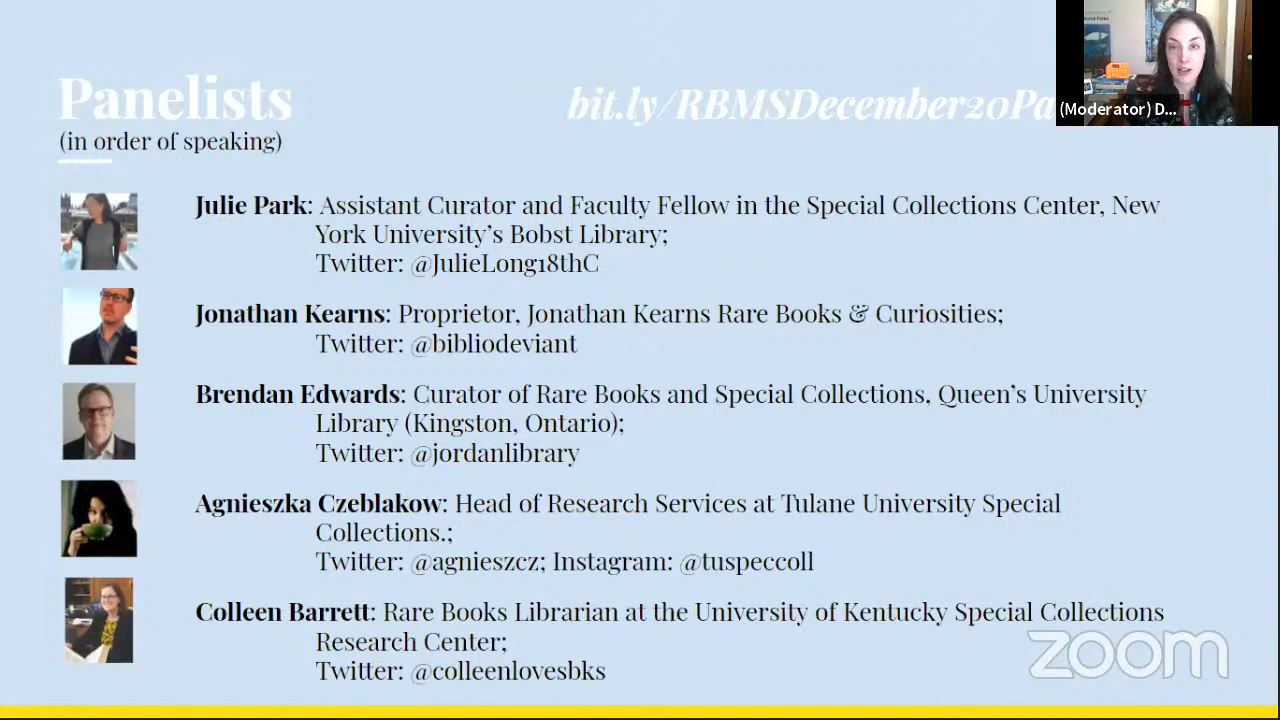 Panelists
bit.ly/RBMSDecember20Pa
(in order of speaking)
(Moderator) D...
Julie Park: Assistant Curator and Faculty Fellow in the Special Collections Center, New
York University’s Bobst Library;
Twitter: @JulieLong18thC
Jonathan Kearns: Proprietor, Jonathan Kearns Rare Books & Curiosities;
Twitter: @bibliodeviant
Brendan Edwards: Curator of Rare Books and Special Collections, Queen’s University
Library (Kingston, Ontario);
Twitter: @jordanlibrary
Agnieszka Czeblakow: Head of Research Services at Tulane University Special
Collections.;
Twitter: @agnieszcz; Instagram: @tuspeccoll
Colleen Barrett: Rare Books Librarian at the University of Kentucky Special Collections
Research Center;
Twitter: @colleenlovesbks
zoom